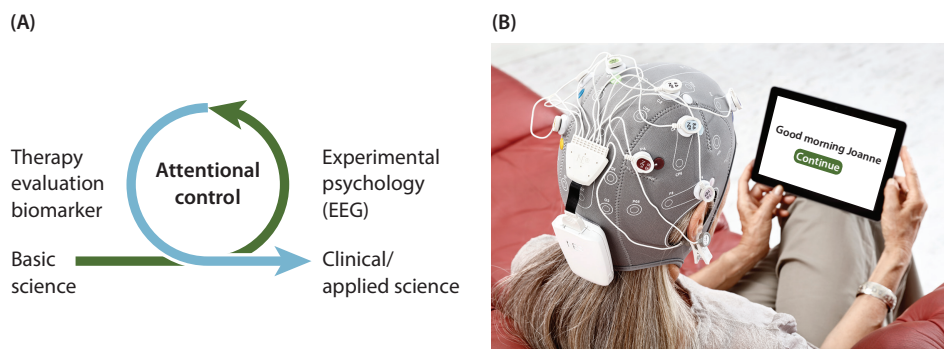 (A)
(B)
Therapy
evaluation
biomarker
Attentional
control
Experimental
psychology
(EEG)
Basic
science
Clinical/
applied science
Good morning Joanne
Continue